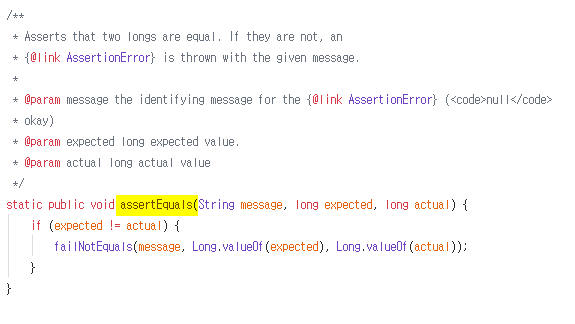 /**
 * Asserts that two longs are equal. If they are not, an
 * {@link AssertionError} is thrown with the given message.
 *
 * @param message the identifying message for the {@link AssertionError} (<code>null</code>
 * okay)
 * @param expected long expected value.
 * @param actual long actual value
 */
static public void assertEquals(String message, long expected, long actual) {
    if (expected != actual) {
        failNotEquals(message, Long.valueOf(expected), Long.valueOf(actual));
    }
}